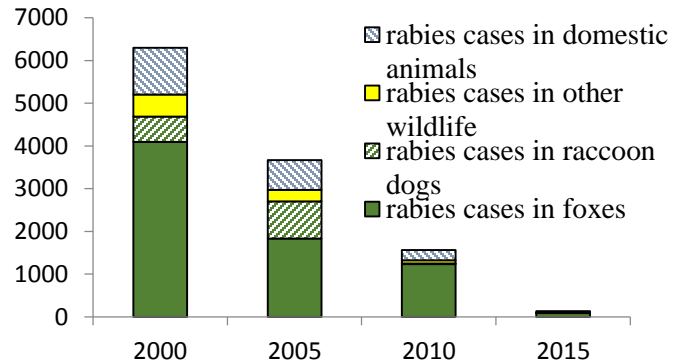 7000
6000
5000
4000
3000
2000
1000
0
2000
2005
2010
2015
rabies cases in domestic
animals
rabies cases in other
wildlife
rabies cases in raccoon
dogs
rabies cases in foxes